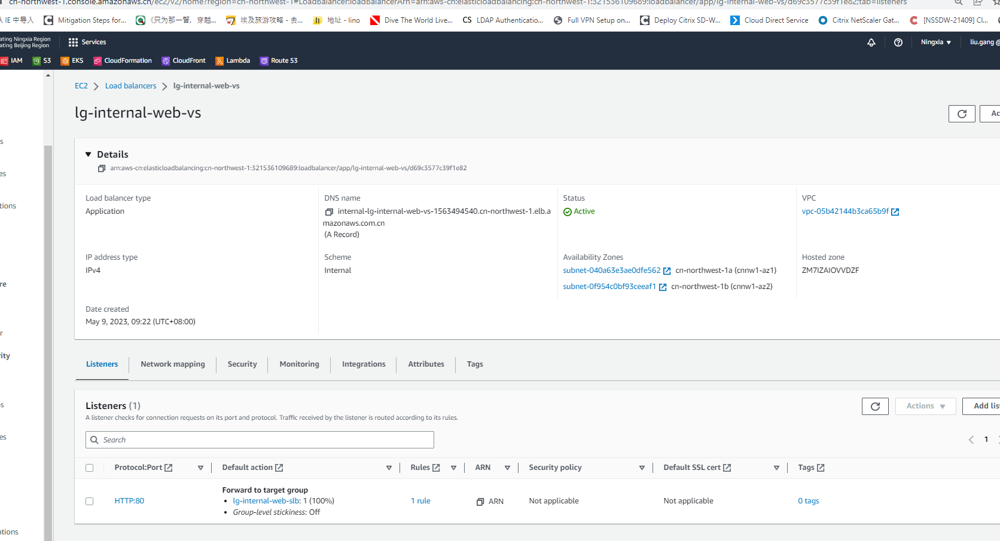 cn-northwest-1.console.amazonaws.cn/ec2/v2/home?region=cn-northwest-1#LoadBalancer:loadBalancerArn=arn:aws-cn:elasticloadbalancing:cn-northwest-1:321536109689:loadbalancer/app/lg-internal-web-vs/d69c3577c39f1e82;tab=listeners
从 IE 中导入 Mitigation Steps for... 《只为那一瞥，穿越... 埃及旅游攻略 - 去... 地址 - lino Dive The World Live... CS LDAP Authenticatio... Full VPN Setup on... Deploy Citrix SD-W... Cloud Direct Service Citrix NetScaler Gat... [NSSDW-21409] Cl...
ating Ningxia Region
ating Beijing Region
Services
Ningxia
liu.gang @
IAM S3 EKS CloudFormation CloudFront Lambda Route 53
EC2 > Load balancers > lg-internal-web-vs
lg-internal-web-vs
Ac
s
es
tions
re
r
rity
s
es
ations
Details
arn:aws-cn:elasticloadbalancing:cn-northwest-1:321536109689:loadbalancer/app/lg-internal-web-vs/d69c3577c39f1e82
Load balancer type
Application
DNS name
internal-lg-internal-web-vs-1563494540.cn-northwest-1.elb.a
mazonaws.com.cn
(A Record)
Status
Active
VPC
vpc-05b42144b3ca65b9f
IP address type
IPv4
Scheme
Internal
Availability Zones
subnet-040a63e3ae0dfe562 cn-northwest-1a (cnnw1-az1)
subnet-0f954c0bf93ceeaf1 cn-northwest-1b (cnnw1-az2)
Hosted zone
ZM7IZAIOVVDZF
Date created
May 9, 2023, 09:22 (UTC+08:00)
Listeners Network mapping Security Monitoring Integrations Attributes Tags
Listeners (1)
A listener checks for connection requests on its port and protocol. Traffic received by the listener is routed according to its rules.
Actions
Add lis
Search
1
Protocol:Port Default action Rules ARN Security policy Default SSL cert Tags
HTTP:80
Forward to target group
• lg-internal-web-slb: 1 (100%)
• Group-level stickiness: Off
1 rule
ARN
Not applicable
Not applicable
0 tags